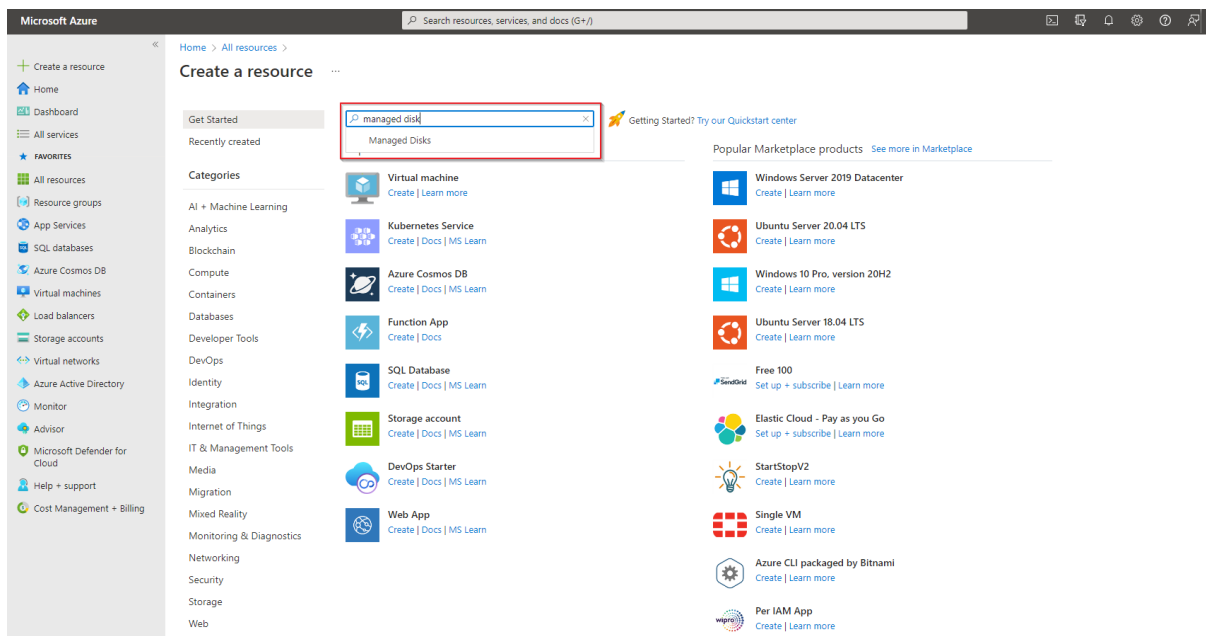 Microsoft Azure
Search resources, services, and docs (G+/)
«
Create a resource
Home
Dashboard
All services
FAVORITES
All resources
Resource groups
App Services
SQL databases
Azure Cosmos DB
Virtual machines
Load balancers
Storage accounts
Virtual networks
Azure Active Directory
Monitor
Advisor
Microsoft Defender for
Cloud
Help + support
Cost Management + Billing
Home > All resources >
Create a resource ...
Get Started
Recently created
Categories
AI + Machine Learning
Analytics
Blockchain
Compute
Containers
Databases
Developer Tools
DevOps
Identity
Integration
Internet of Things
IT & Management Tools
Media
Migration
Mixed Reality
Monitoring & Diagnostics
Networking
Security
Storage
Web
managed disk
Managed Disks
Getting Started? Try our Quickstart center
Virtual machine
Create | Learn more
Kubernetes Service
Create | Docs | MS Learn
Azure Cosmos DB
Create | Docs | MS Learn
Function App
Create | Docs
SQL
SQL Database
Create | Docs | MS Learn
Storage account
Create | Docs | MS Learn
DevOps Starter
Create | Docs | MS Learn
Web App
Create | Docs | MS Learn
Popular Marketplace products See more in Marketplace
Windows Server 2019 Datacenter
Create | Learn more
Ubuntu Server 20.04 LTS
Create | Learn more
Windows 10 Pro, version 20H2
Create | Learn more
Ubuntu Server 18.04 LTS
Create | Learn more
SendGrid
Free 100
Set up + subscribe | Learn more
Elastic Cloud - Pay as you Go
Set up + subscribe | Learn more
StartStopV2
Create | Learn more
Single VM
Create | Learn more
Azure CLI packaged by Bitnami
Create | Learn more
wipro
Per IAM App
Create | Learn more